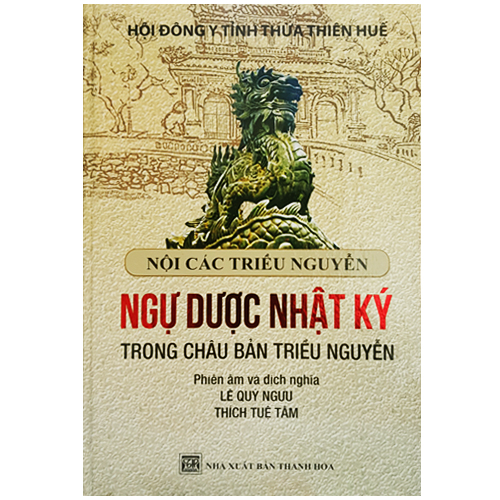 HỘI ĐÔNG Y TỈNH THỪA THIÊN HUẾ
NỘI CÁC TRIỀU NGUYỄN
NGỰ DƯỢC NHẬT KÝ
TRONG CHÂU BẢN TRIỀU NGUYỄN
Phiên âm và dịch nghĩa
LÊ QUÝ NGƯU
THÍCH TUỆ TÂM
NHÀ XUẤT BẢN THANH HÓA